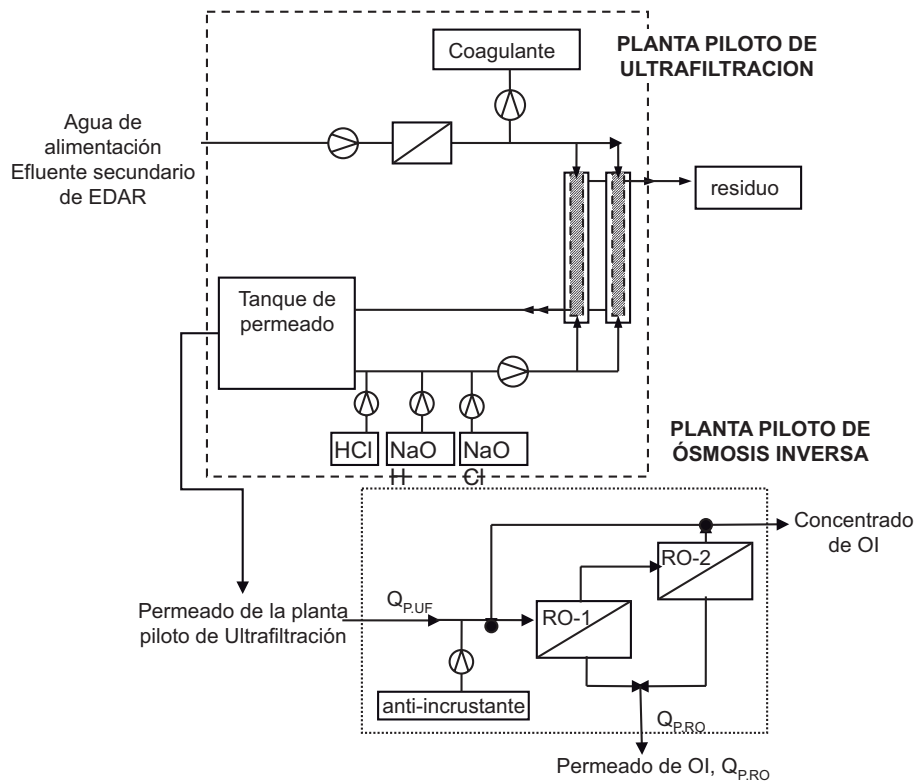 Coagulante
PLANTA PILOTO DE
ULTRAFILTRACION
Agua de
alimentación
Efluente secundario
de EDAR
residuo
Tanque de
permeado
HCl
NaO
H
NaO
Cl
PLANTA PILOTO DE
ÓSMOSIS INVERSA
Concentrado
de OI
RO-2
Permeado de la planta
piloto de Ultrafiltración
QP.UF
RO-1
anti-incrustante
QP.RO
Permeado de OI, QP.RO